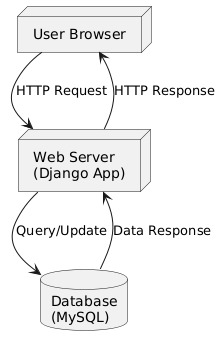 User Browser
HTTP Request
HTTP Response
Web Server
(Django App)
Query/Update
Data Response
Database
(MySQL)